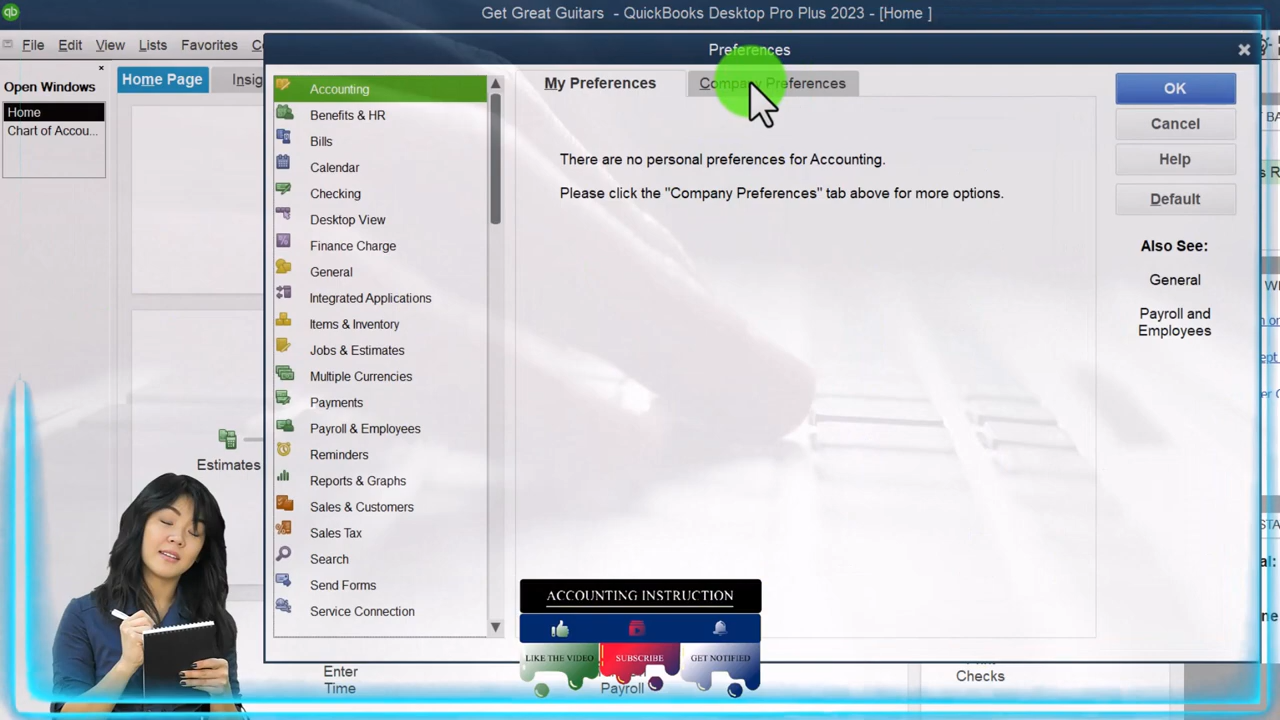 Get Great Guitars - QuickBooks Desktop Pro Plus 2023 - [Home ]
File Edit View Lists Favorites
Preferences
Open Windows
Home
Chart of Accou...
Home Page
Accounting
Benefits & HR
Bills
Calendar
Checking
Desktop View
Finance Charge
General
Integrated Applications
Items & Inventory
Jobs & Estimates
Multiple Currencies
Payments
Payroll & Employees
Reminders
Reports & Graphs
Sales & Customers
Sales Tax
Search
Send Forms
Service Connection
My Preferences
Company Preferences
There are no personal preferences for Accounting.
Please click the "Company Preferences" tab above for more options.
OK
Cancel
Help
Default
Also See:
General
Payroll and
Employees
Estimates
Enter
Time
Payroll
Checks
ACCOUNTING INSTRUCTION
LIKE THE VIDEO
SUBSCRIBE
GET NOTIFIED